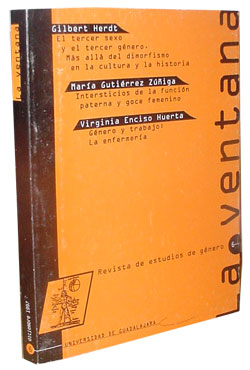 Gilbert Herdt
El tercer sexo
y el tercer género.
Más allá del dimorfismo
en la cultura y la historia
María Gutiérrez Zúñiga
Intersticios de la función
paterna y goce femenino
Virginia Enciso Huerta
Género y trabajo:
La enfermería
La ventana
Revista de estudios de género
UNIVERSIDAD DE GUADALAJARA
La ventana